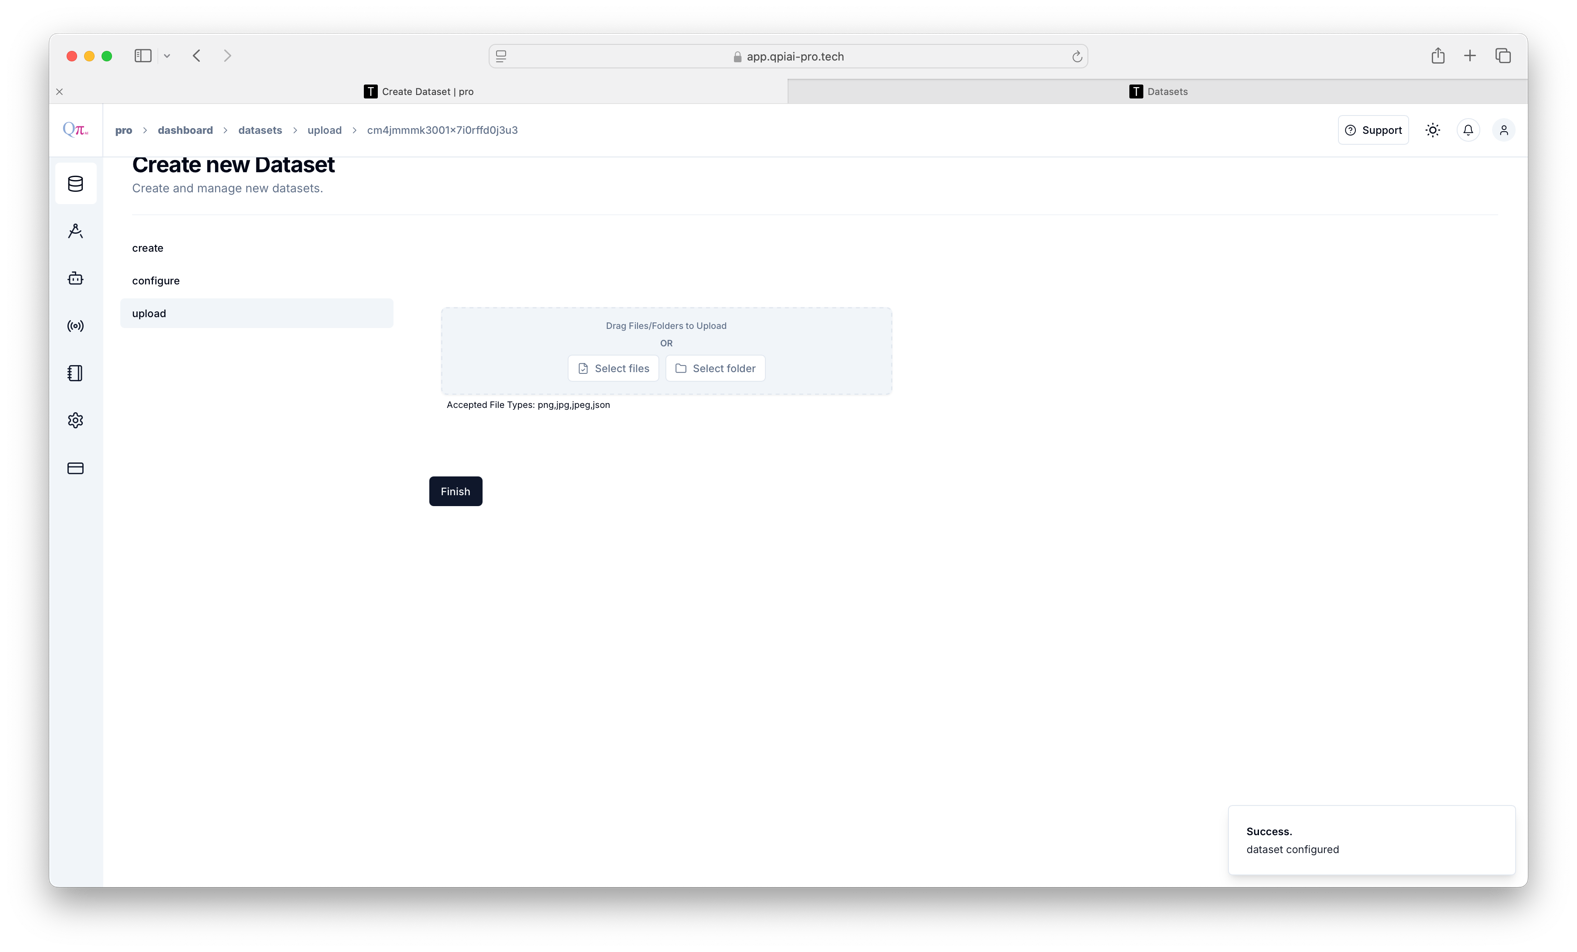 app.qpiai-pro.tech
T Create Dataset | pro
T Datasets
Qπ
pro > dashboard > datasets > upload > cm4jmmmk3001x7i0rffd0j3u3
Support
Create new Dataset
Create and manage new datasets.
create
configure
upload
Drag Files/Folders to Upload
OR
Select files
Select folder
Accepted File Types: png,jpg,jpeg,json
Finish
Success.
dataset configured